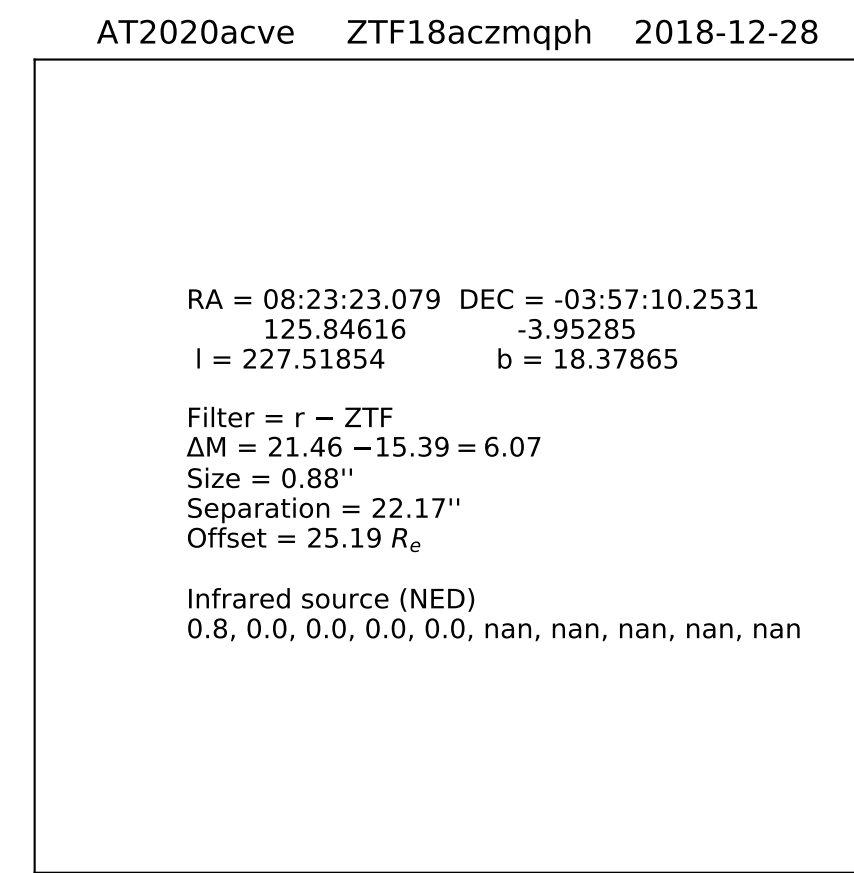 AT2020acve ZTF18aczmqph 2018-12-28
RA = 08:23:23.079 DEC = -03:57:10.2531
125.84616 -3.95285
l = 227.51854 b = 18.37865
Filter = r − ZTF
ΔM = 21.46 −15.39 = 6.07
Size = 0.88''
Separation = 22.17''
Offset = 25.19 Rₑ
Infrared source (NED)
0.8, 0.0, 0.0, 0.0, 0.0, nan, nan, nan, nan, nan